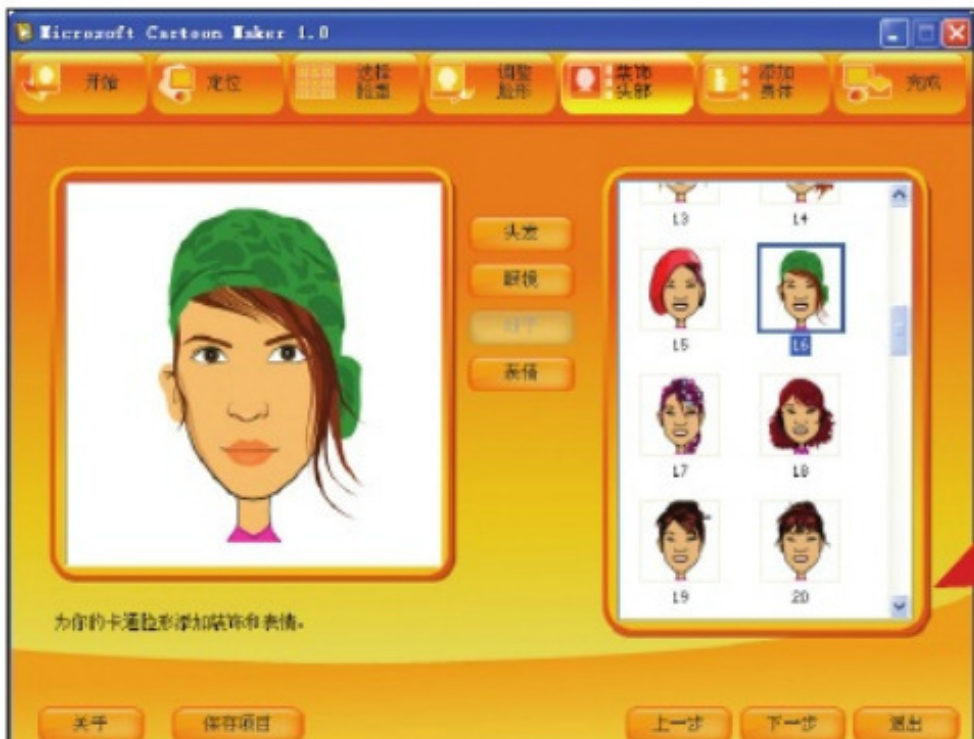 Microsoft Cartoon Maker 1.0
开始
定位
选择
脸型
调整
脸形
装饰
头部
添加
身体
完成
头发
眼镜
帽子
表情
13
14
15
16
17
18
19
20
为你的卡通脸形添加装饰和表情。
关于
保存项目
上一步
下一步
退出